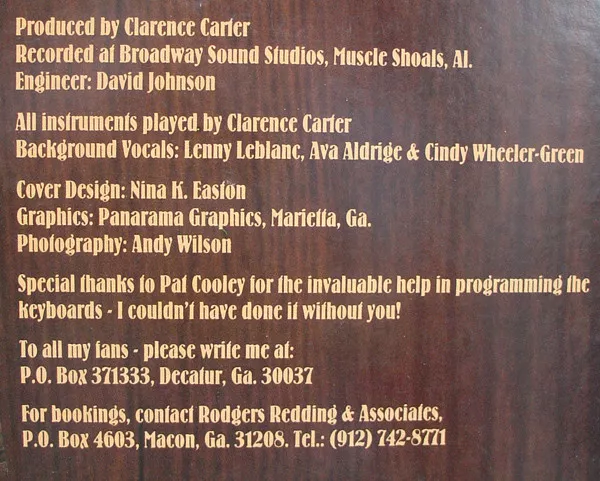 Produced by Clarence Carter
Recorded at Broadway Sound Studios, Muscle Shoals, Al.
Engineer: David Johnson
All instruments played by Clarence Carter
Background Vocals: Lenny Leblanc, Ava Aldrige & Cindy Wheeler-Green
Cover Design: Nina K. Easton
Graphics: Panarama Graphics, Marietta, Ga.
Photography: Andy Wilson
Special thanks to Pat Cooley for the invaluable help in programming the
keyboards - I couldn't have done it without you!
To all my fans - please write me at:
P.O. Box 371333, Decatur, Ga. 30037
For bookings, contact Rodgers Redding & Associates,
P.O. Box 4603, Macon, Ga. 31208. Tel.: (912) 742-8771